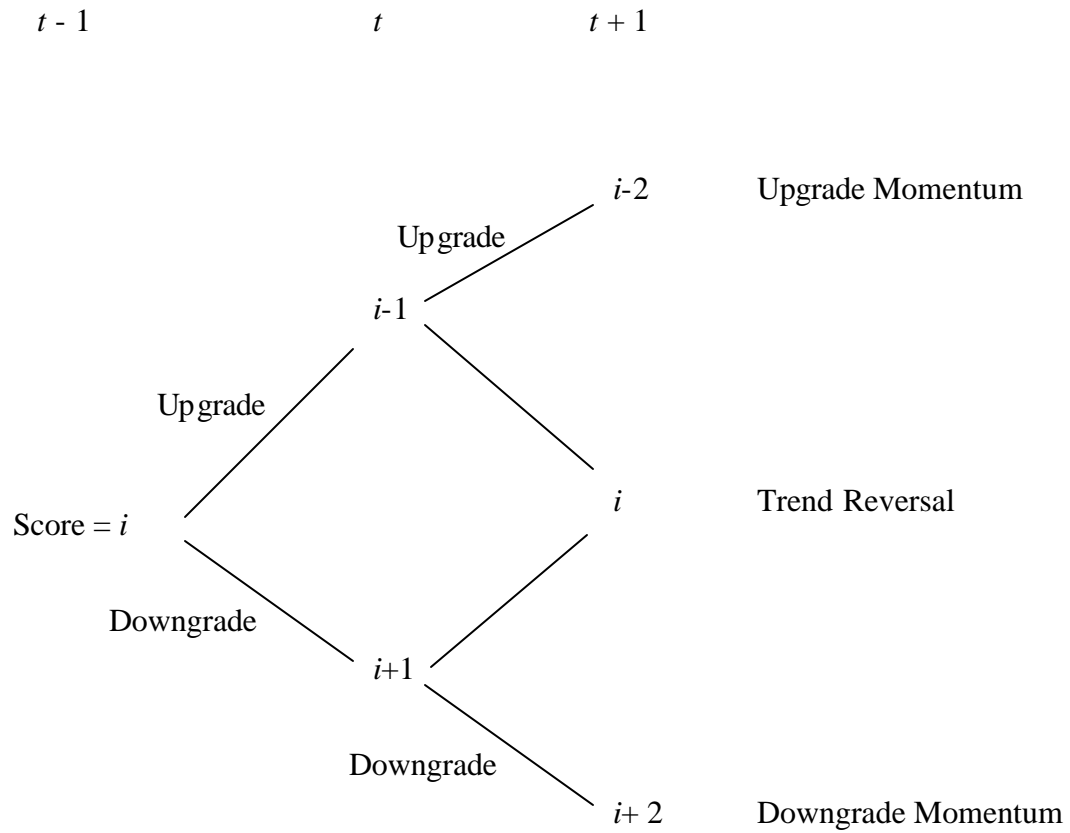 t - 1 t t + 1
i-2 Upgrade Momentum
Upgrade
i-1
Upgrade
i Trend Reversal
Score = i
Downgrade
i+1
Downgrade
i+ 2 Downgrade Momentum